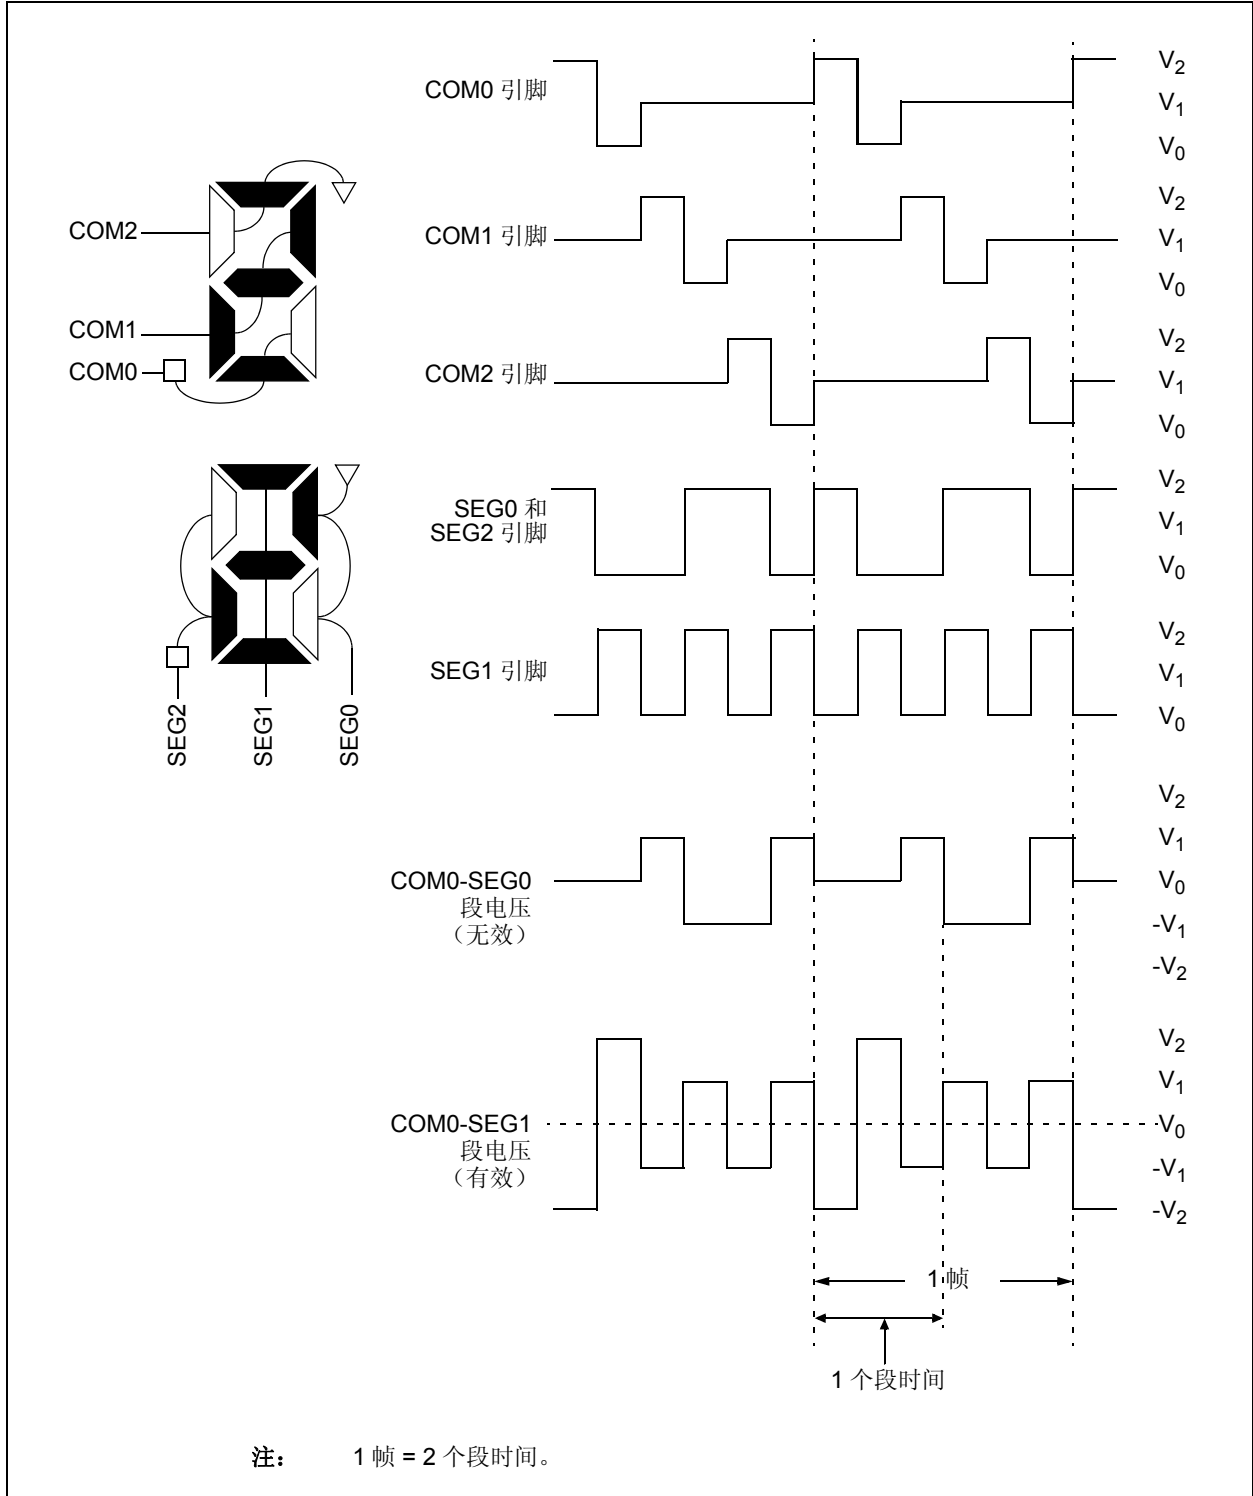 COM0 引脚
V2
V1
V0
COM2
COM1
COM0
COM1 引脚
V2
V1
V0
COM2 引脚
V2
V1
V0
SEG0 和
SEG2 引脚
V2
V1
V0
SEG2
SEG1
SEG0
SEG1 引脚
V2
V1
V0
COM0-SEG0
段电压
（无效）
V2
V1
V0
-V1
-V2
COM0-SEG1
段电压
（有效）
V2
V1
V0
-V1
-V2
1 帧
1 个段时间
注： 1 帧 = 2 个段时间。